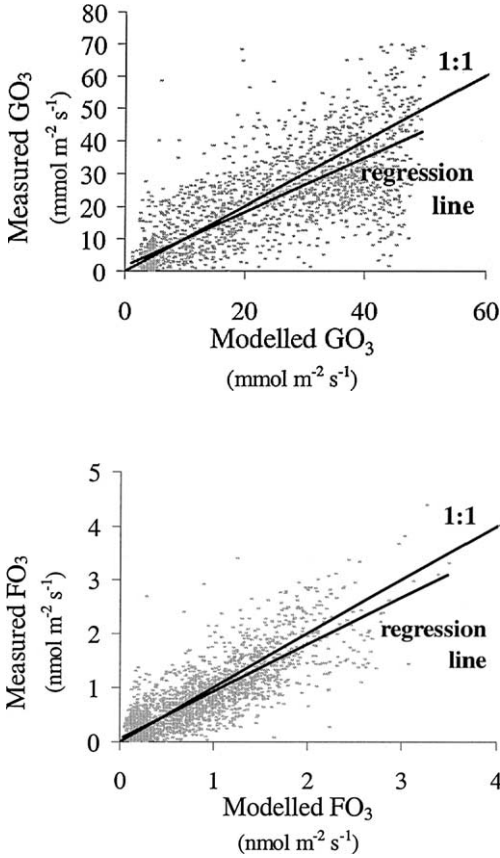 80
70
60
50
40
30
20
10
0
Measured GO₃
(mmol m⁻² s⁻¹)
1:1
regression
line
0 20 40 60
Modelled GO₃
(mmol m⁻² s⁻¹)
5
4
3
2
1
0
Measured FO₃
(nmol m⁻² s⁻¹)
1:1
regression
line
0 1 2 3 4
Modelled FO₃
(nmol m⁻² s⁻¹)